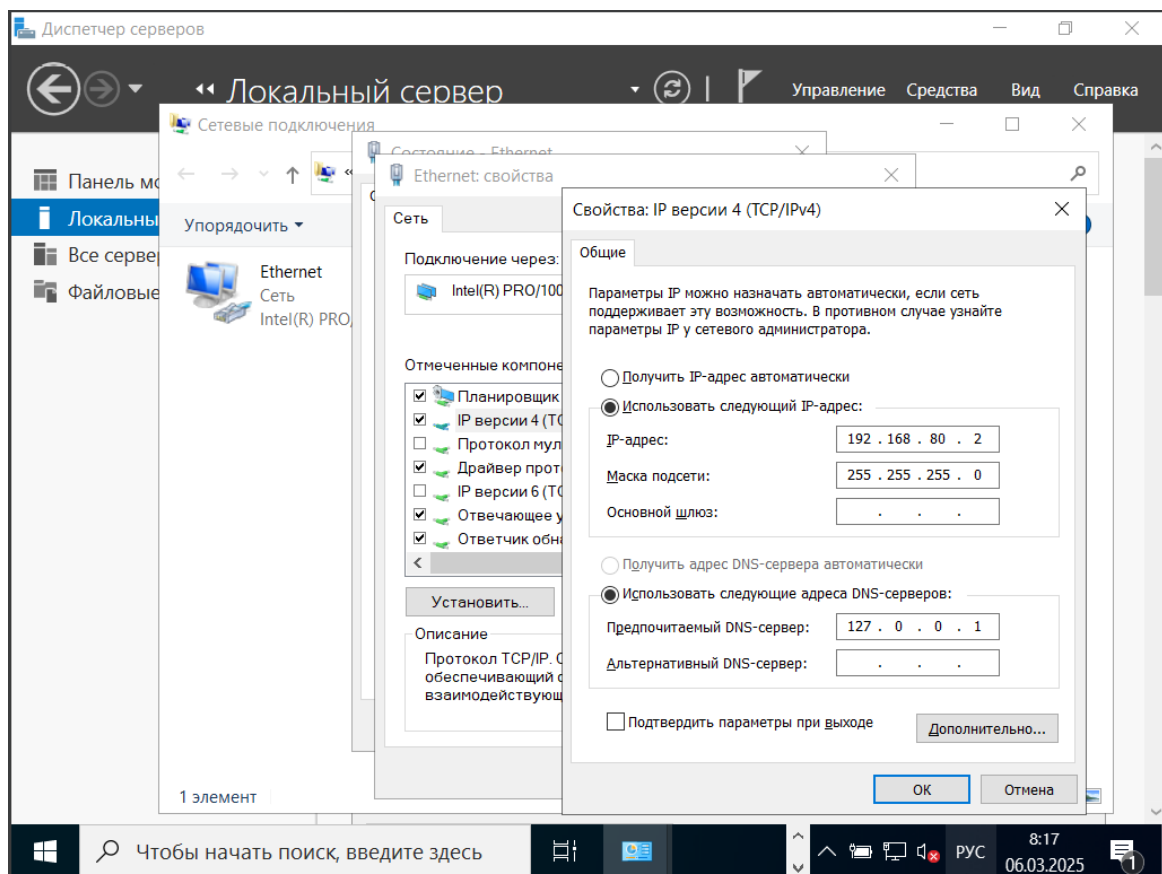 Диспетчер серверов
Локальный сервер
Управление Средства Вид Справка
Сетевые подключения
Состояние - Ethernet
Ethernet: свойства
Панель мо
Локальны
Все сервер
Файловые
Упорядочить
Ethernet
Сеть
Intel(R) PRO/
1 элемент
Сеть
Подключение через:
Intel(R) PRO/100
Отмеченные компоне
Планировщик
IP версии 4 (TC
Протокол мул
Драйвер прот
IP версии 6 (TC
Отвечающее у
Ответчик обна
Установить...
Описание
Протокол TCP/IP. С
обеспечивающий с
взаимодействующ
Свойства: IP версии 4 (TCP/IPv4)
Общие
Параметры IP можно назначать автоматически, если сеть
поддерживает эту возможность. В противном случае узнайте
параметры IP у сетевого администратора.
Получить IP-адрес автоматически
Использовать следующий IP-адрес:
IP-адрес: 192 . 168 . 80 . 2
Маска подсети: 255 . 255 . 255 . 0
Основной шлюз: . . .
Получить адрес DNS-сервера автоматически
Использовать следующие адреса DNS-серверов:
Предпочитаемый DNS-сервер: 127 . 0 . 0 . 1
Альтернативный DNS-сервер: . . .
Подтвердить параметры при выходе
Дополнительно...
ОК Отмена
Чтобы начать поиск, введите здесь
РУС
8:17
06.03.2025
1